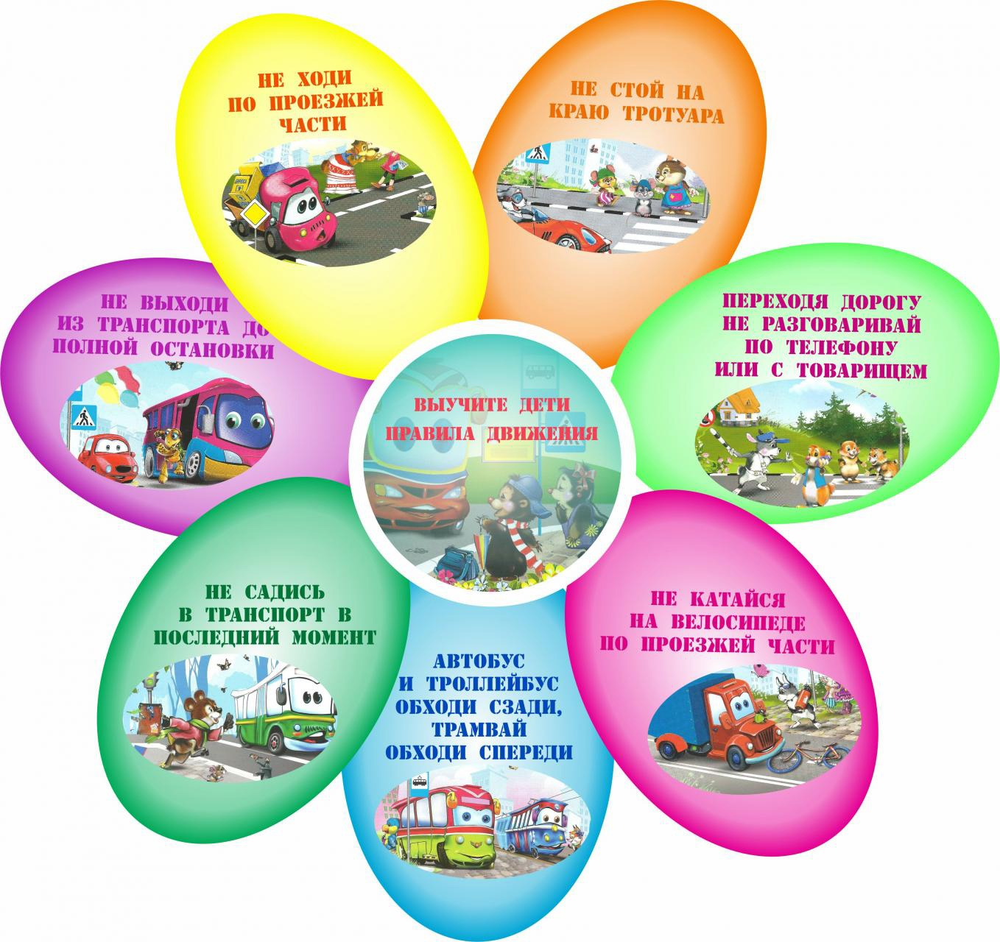 НЕ ХОДИ
ПО ПРОЕЗЖЕЙ
ЧАСТИ
НЕ СТОЙ НА
КРАЮ ТРОТУАРА
НЕ ВЫХОДИ
ИЗ ТРАНСПОРТА ДО
ПОЛНОЙ ОСТАНОВКИ
ПЕРЕХОДЯ ДОРОГУ
НЕ РАЗГОВАРИВАЙ
ПО ТЕЛЕФОНУ
ИЛИ С ТОВАРИЩЕМ
ВЫУЧИТЕ ДЕТИ
ПРАВИЛА ДВИЖЕНИЯ
НЕ САДИСЬ
В ТРАНСПОРТ В
ПОСЛЕДНИЙ МОМЕНТ
АВТОБУС
И ТРОЛЛЕЙБУС
ОБХОДИ СЗАДИ,
ТРАМВАЙ
ОБХОДИ СПЕРЕДИ
НЕ КАТАЙСЯ
НА ВЕЛОСИПЕДЕ
ПО ПРОЕЗЖЕЙ ЧАСТИ